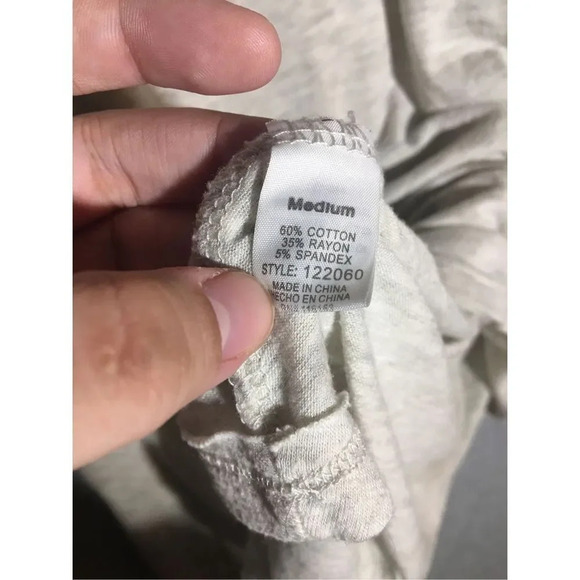 Medium
60% COTTON
35% RAYON
5% SPANDEX
STYLE: 122060
MADE IN CHINA
HECHO EN CHINA